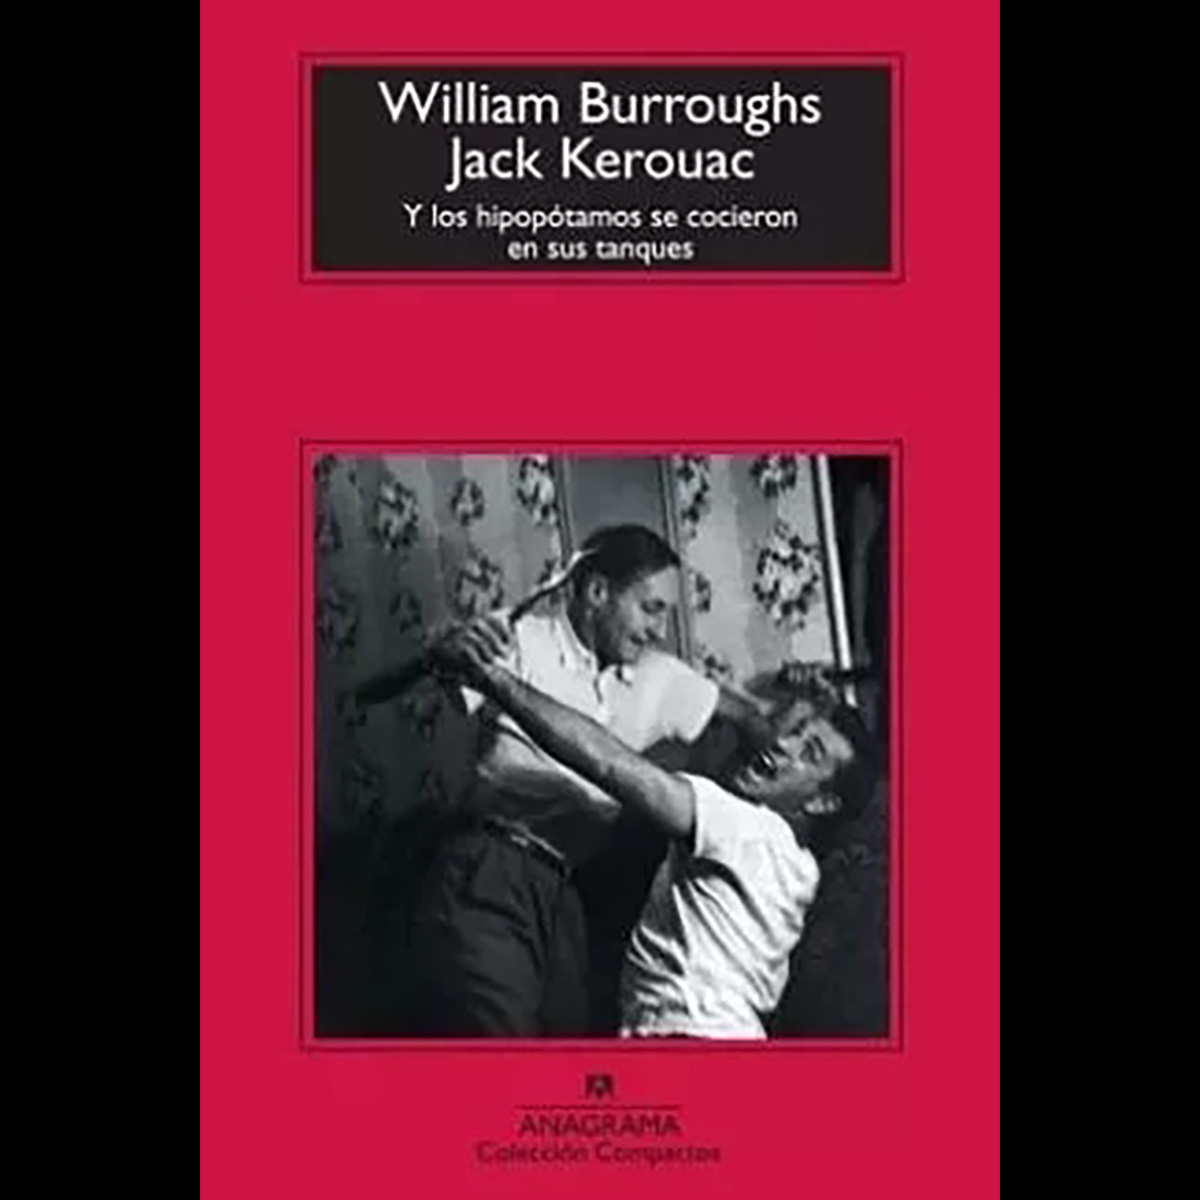 William Burroughs
Jack Kerouac
Y los hipopótamos se cocieron
en sus tanques
ANAGRAMA
Colección Compactos